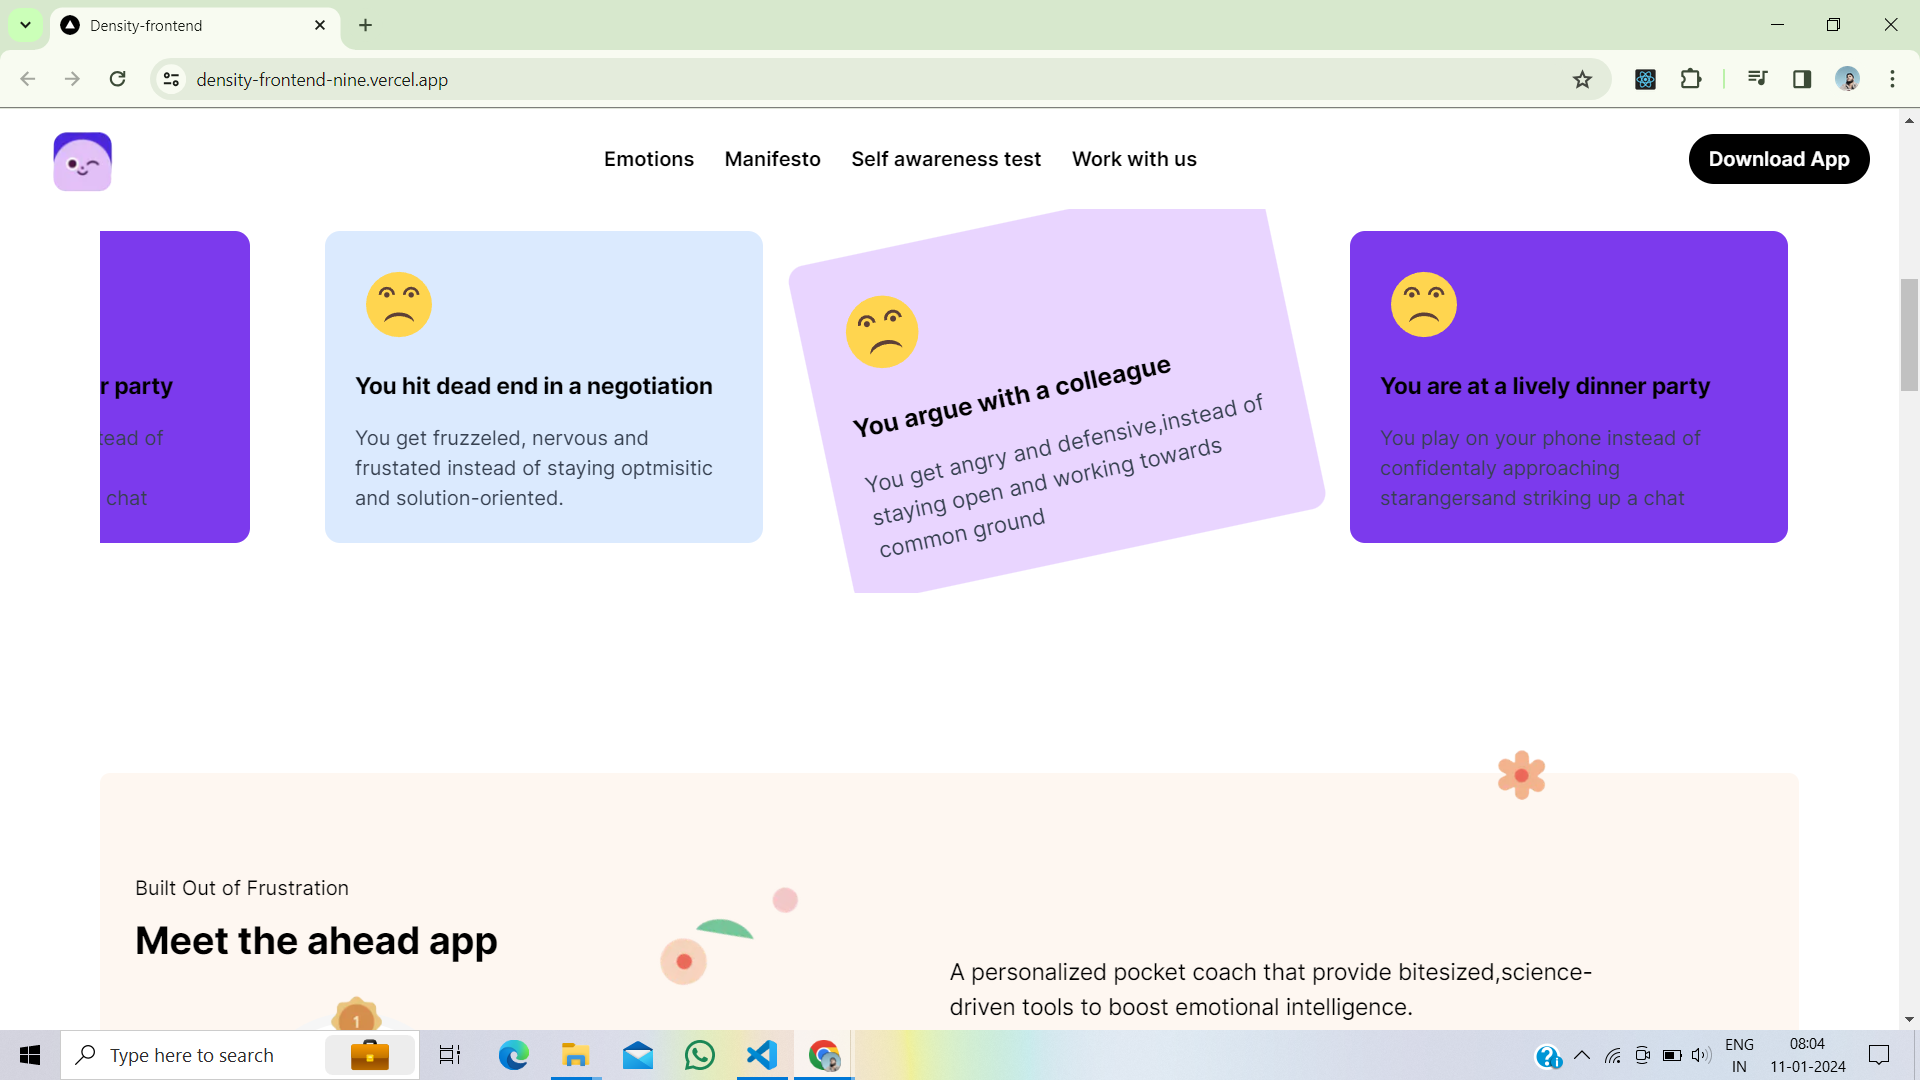 Density-frontend
density-frontend-nine.vercel.app
Emotions
Manifesto
Self awareness test
Work with us
Download App
r party
tead of
chat
You hit dead end in a negotiation
You get fruzzeled, nervous and
frustated instead of staying optmisitic
and solution-oriented.
You argue with a colleague
You get angry and defensive,instead of
staying open and working towards
common ground
You are at a lively dinner party
You play on your phone instead of
confidentaly approaching
starangersand striking up a chat
Built Out of Frustration
Meet the ahead app
1
A personalized pocket coach that provide bitesized,science-
driven tools to boost emotional intelligence.
Type here to search
ENG
IN
08:04
11-01-2024